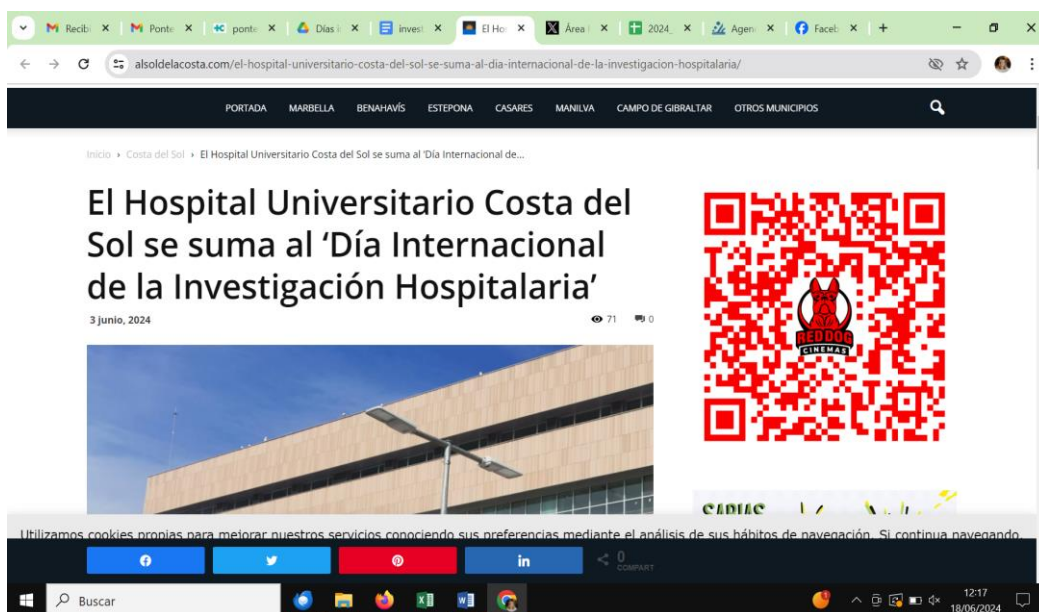 Recib
Ponte
ponte
Días i
invest
El Hos
Área I
2024_
Agen
Faceb
alsoldelacosta.com/el-hospital-universitario-costa-del-sol-se-suma-al-dia-internacional-de-la-investigacion-hospitalaria/
PORTADA MARBELLA BENAHAVÍS ESTEPONA CASARES MANILVA CAMPO DE GIBRALTAR OTROS MUNICIPIOS
Inicio › Costa del Sol › El Hospital Universitario Costa del Sol se suma al 'Día Internacional de...
El Hospital Universitario Costa del
Sol se suma al ‘Día Internacional
de la Investigación Hospitalaria’
3 junio, 2024
71 0
RED DOG
CINEMAS
Utilizamos cookies propias para mejorar nuestros servicios conociendo sus preferencias mediante el análisis de sus hábitos de navegación. Si continua navegando,
0
COMPART
Buscar
12:17
18/06/2024